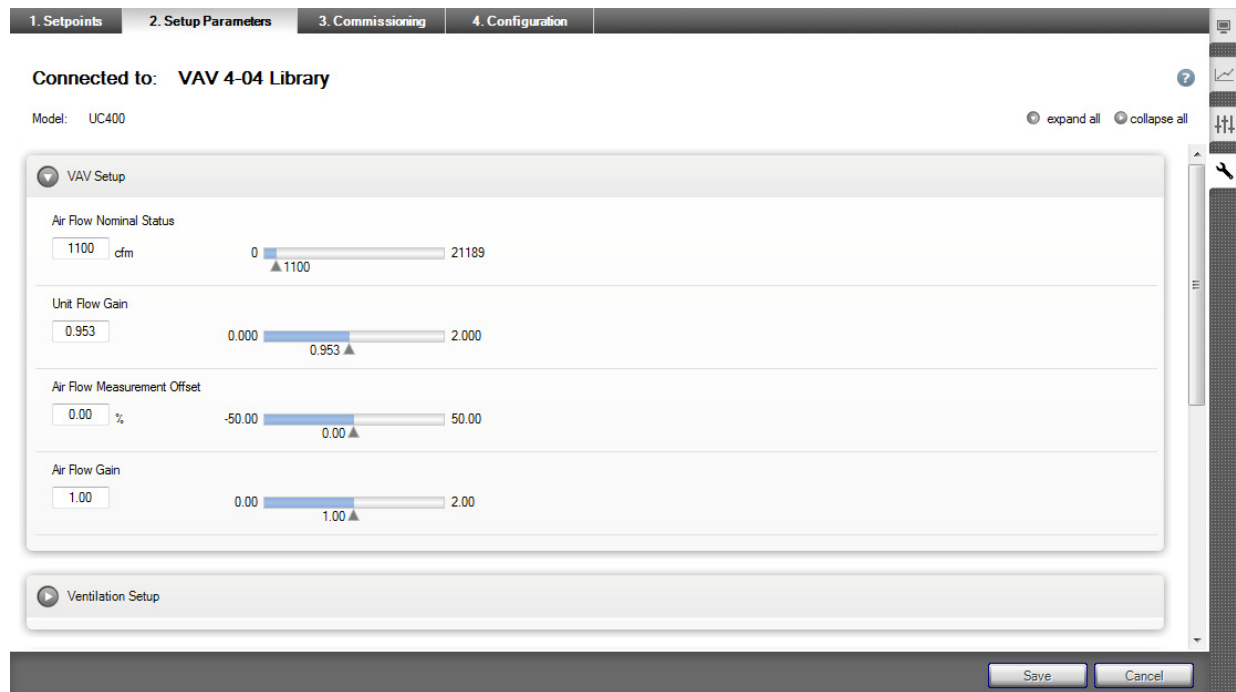 1. Setpoints 2. Setup Parameters 3. Commissioning 4. Configuration
Connected to: VAV 4-04 Library
?
Model: UC400
expand all collapse all
VAV Setup
Air Flow Nominal Status
1100 cfm 0 21189
1100
Unit Flow Gain
0.953 0.000 2.000
0.953
Air Flow Measurement Offset
0.00 % -50.00 50.00
0.00
Air Flow Gain
1.00 0.00 2.00
1.00
Ventilation Setup
Save Cancel